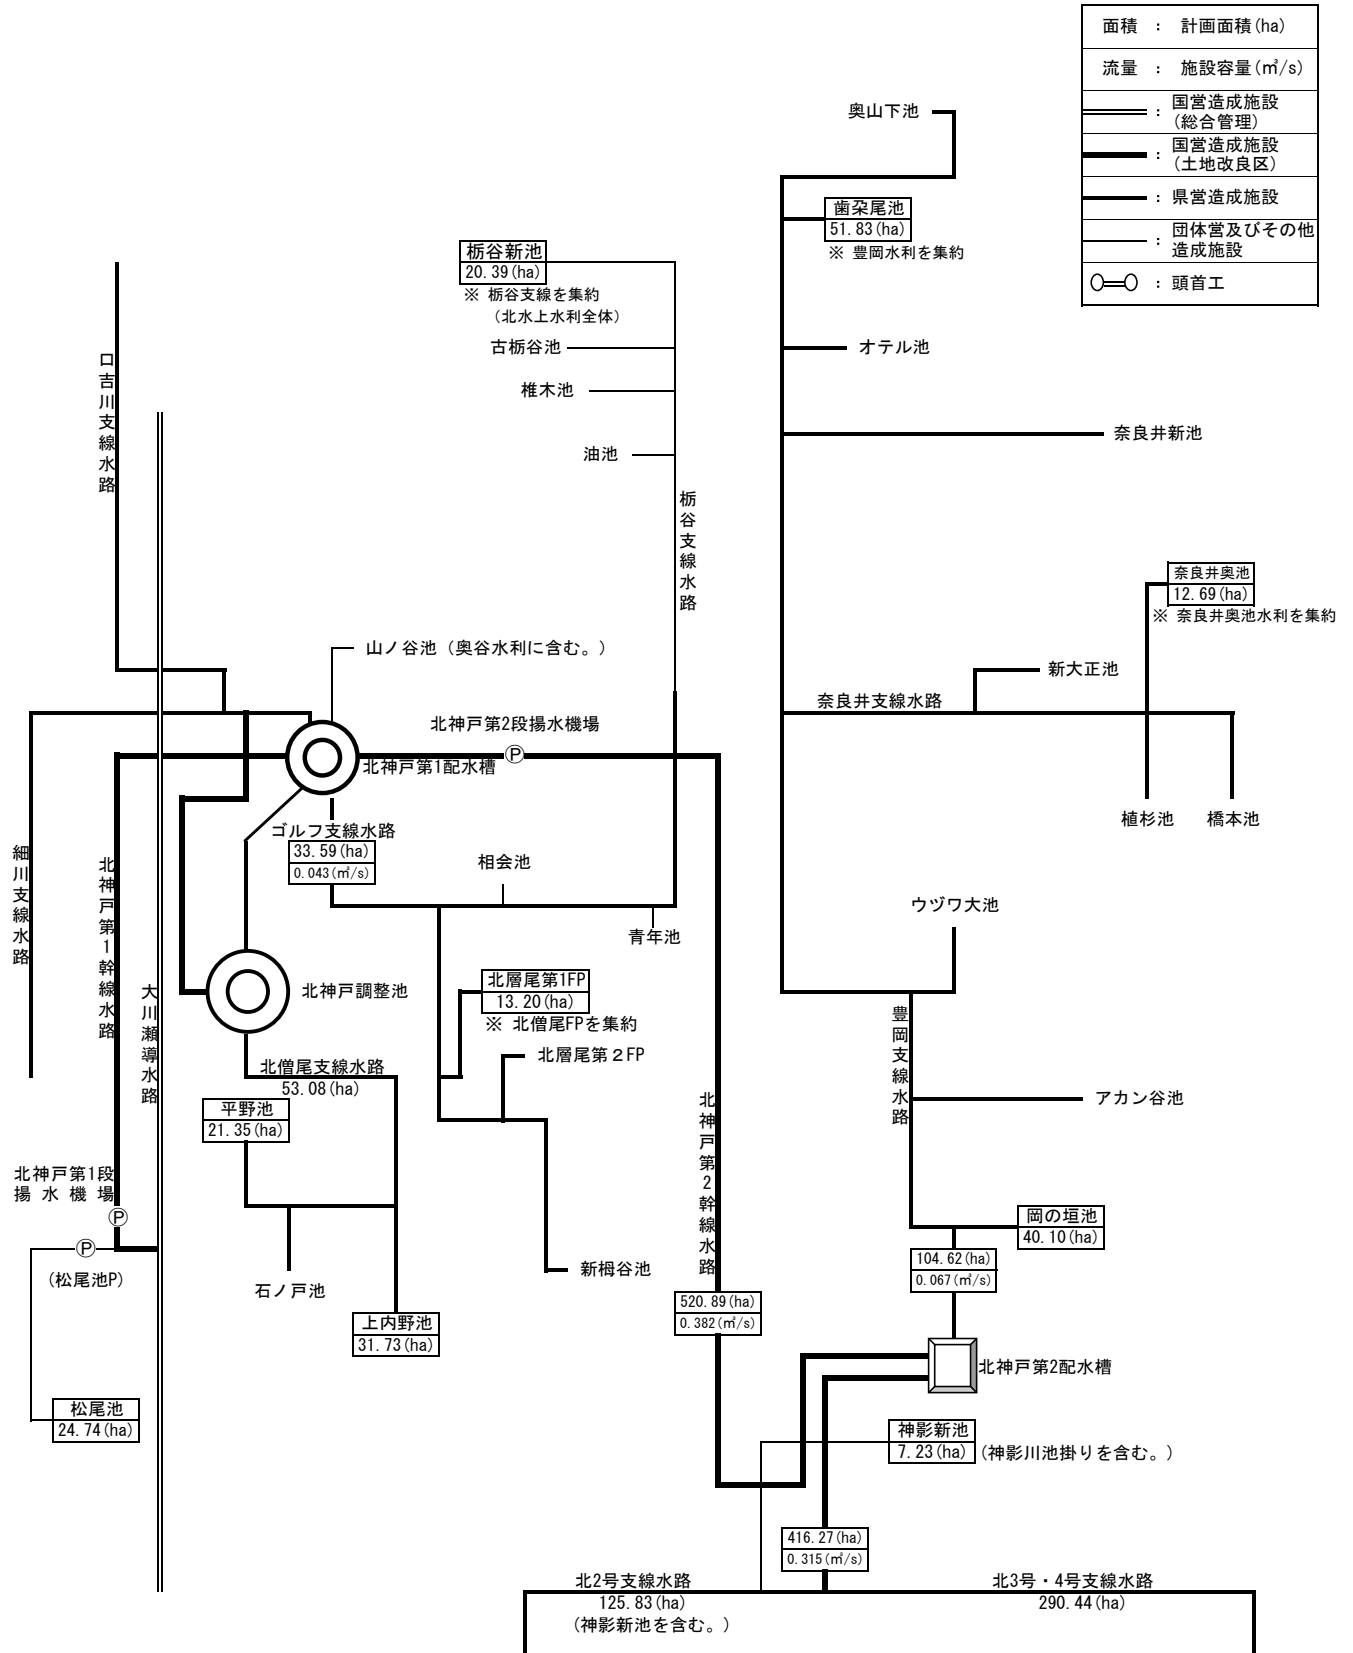 面積 : 計画面積(ha)
流量 : 施設容量(㎥/s)
: 国営造成施設
(総合管理)
: 国営造成施設
(土地改良区)
: 県営造成施設
: 団体営及びその他
造成施設
: 頭首工
奥山下池
歯朶尾池
51.83(ha)
※ 豊岡水利を集約
栃谷新池
20.39(ha)
※ 栃谷支線を集約
(北水上水利全体)
古栃谷池
オテル池
口吉川支線水路
椎木池
奈良井新池
油池
栃谷支線水路
奈良井奥池
12.69(ha)
※ 奈良井奥池水利を集約
山ノ谷池(奥谷水利に含む。)
新大正池
奈良井支線水路
北神戸第2段揚水機場
P
北神戸第1配水槽
植杉池
橋本池
ゴルフ支線水路
33.59(ha)
0.043(㎥/s)
細川支線水路
北神戸第1幹線水路
相会池
ウヅワ大池
青年池
大川瀬導水路
北神戸調整池
北層尾第1FP
13.20(ha)
※ 北僧尾FPを集約
豊岡支線水路
北層尾第2FP
北僧尾支線水路
53.08(ha)
平野池
21.35(ha)
北神戸第2幹線水路
アカン谷池
北神戸第1段
揚水機場
P
P
(松尾池P)
岡の垣池
40.10(ha)
104.62(ha)
0.067(㎥/s)
新栂谷池
石ノ戸池
520.89(ha)
0.382(㎥/s)
上内野池
31.73(ha)
北神戸第2配水槽
松尾池
24.74(ha)
神影新池
7.23(ha)
(神影川池掛りを含む。)
416.27(ha)
0.315(㎥/s)
北2号支線水路
125.83(ha)
(神影新池を含む。)
北3号・4号支線水路
290.44(ha)